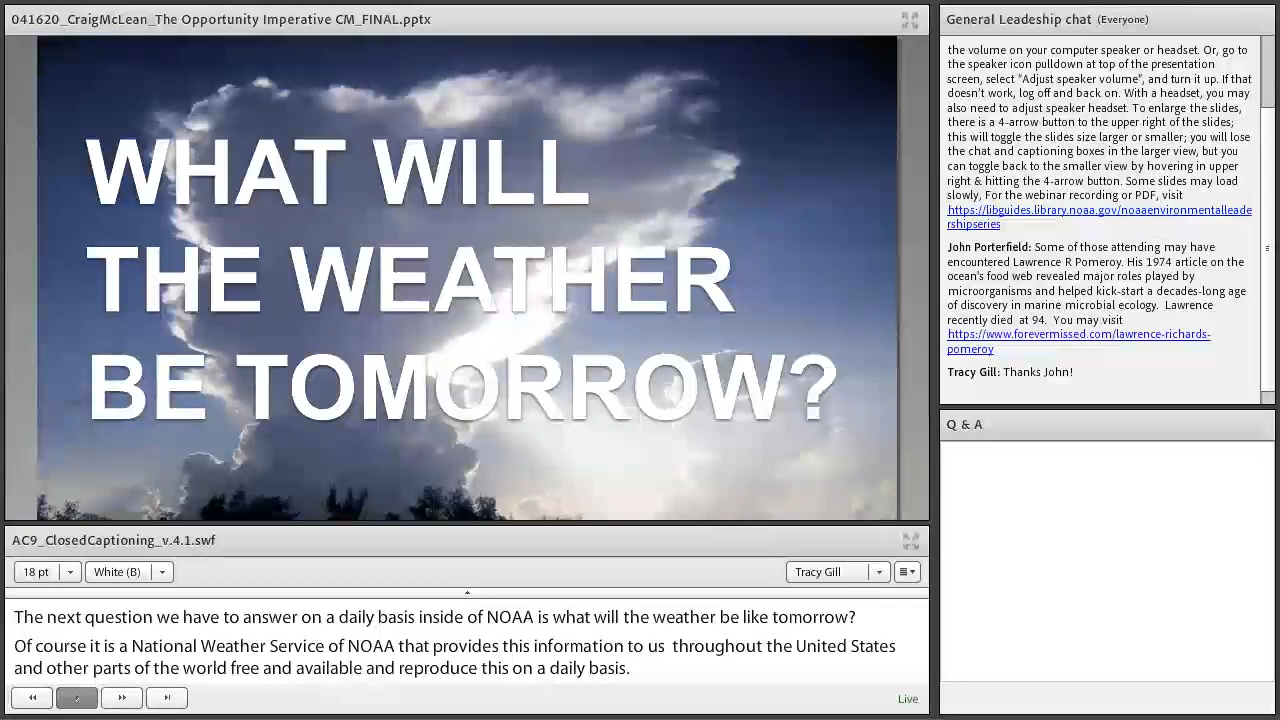 041620_CraigMcLean_The Opportunity Imperative CM_FINAL.pptx
WHAT WILL
THE WEATHER
BE TOMORROW?
AC9_ClosedCaptioning_v.4.1.swf
18 pt
White (B)
Tracy Gill
The next question we have to answer on a daily basis inside of NOAA is what will the weather be like tomorrow?
Of course it is a National Weather Service of NOAA that provides this information to us  throughout the United States
and other parts of the world free and available and reproduce this on a daily basis.
Live
General Leadeship chat (Everyone)
the volume on your computer speaker or headset. Or, go to
the speaker icon pulldown at top of the presentation
screen, select "Adjust speaker volume", and turn it up. If that
doesn't work, log off and back on. With a headset, you may
also need to adjust speaker headset. To enlarge the slides,
there is a 4-arrow button to the upper right of the slides;
this will toggle the slides size larger or smaller; you will lose
the chat and captioning boxes in the larger view, but you
can toggle back to the smaller view by hovering in upper
right & hitting the 4-arrow button. Some slides may load
slowly, For the webinar recording or PDF, visit
https://libguides.library.noaa.gov/noaaenvironmentalleade
rshipseries
John Porterfield: Some of those attending may have
encountered Lawrence R Pomeroy. His 1974 article on the
ocean's food web revealed major roles played by
microorganisms and helped kick-start a decades-long age
of discovery in marine microbial ecology.  Lawrence
recently died  at 94.  You may visit
https://www.forevermissed.com/lawrence-richards-
pomeroy
Tracy Gill: Thanks John!
Q & A